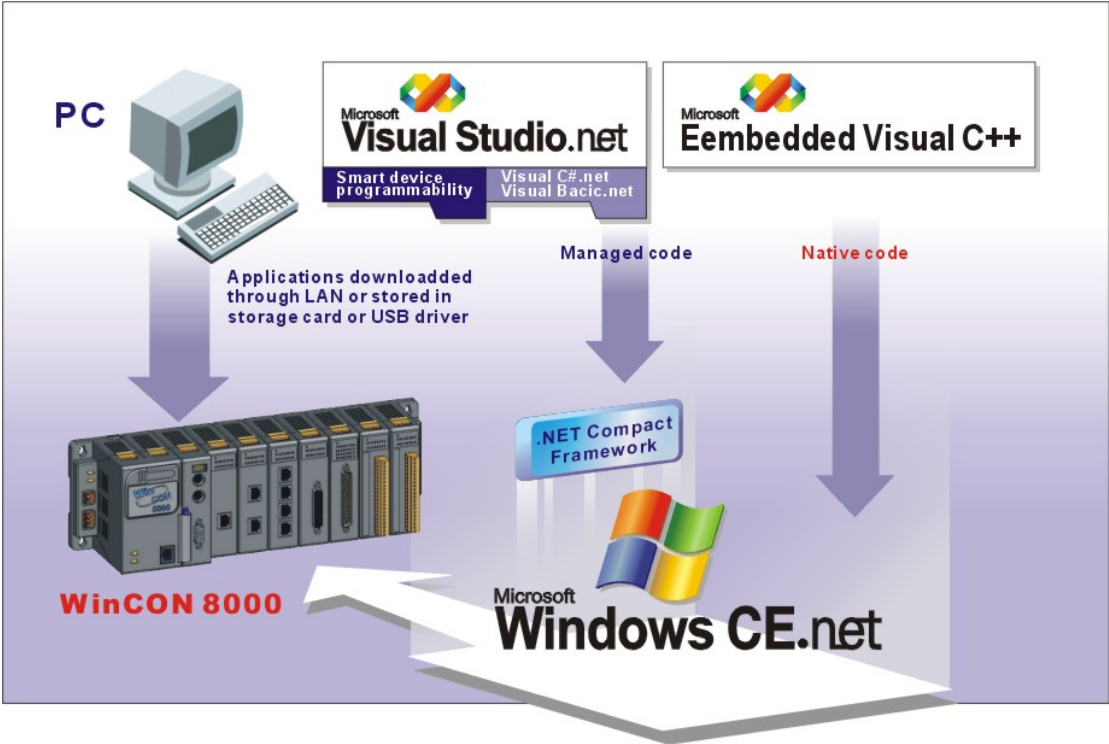 PC
Microsoft
Visual Studio.net
Smart device
programmability
Visual C#.net
Visual Bacic.net
Microsoft
Eembedded Visual C++
Managed code
Native code
Applications downloadded
through LAN or stored in
storage card or USB driver
.NET Compact
Framework
WinCON 8000
Microsoft
Windows CE.net